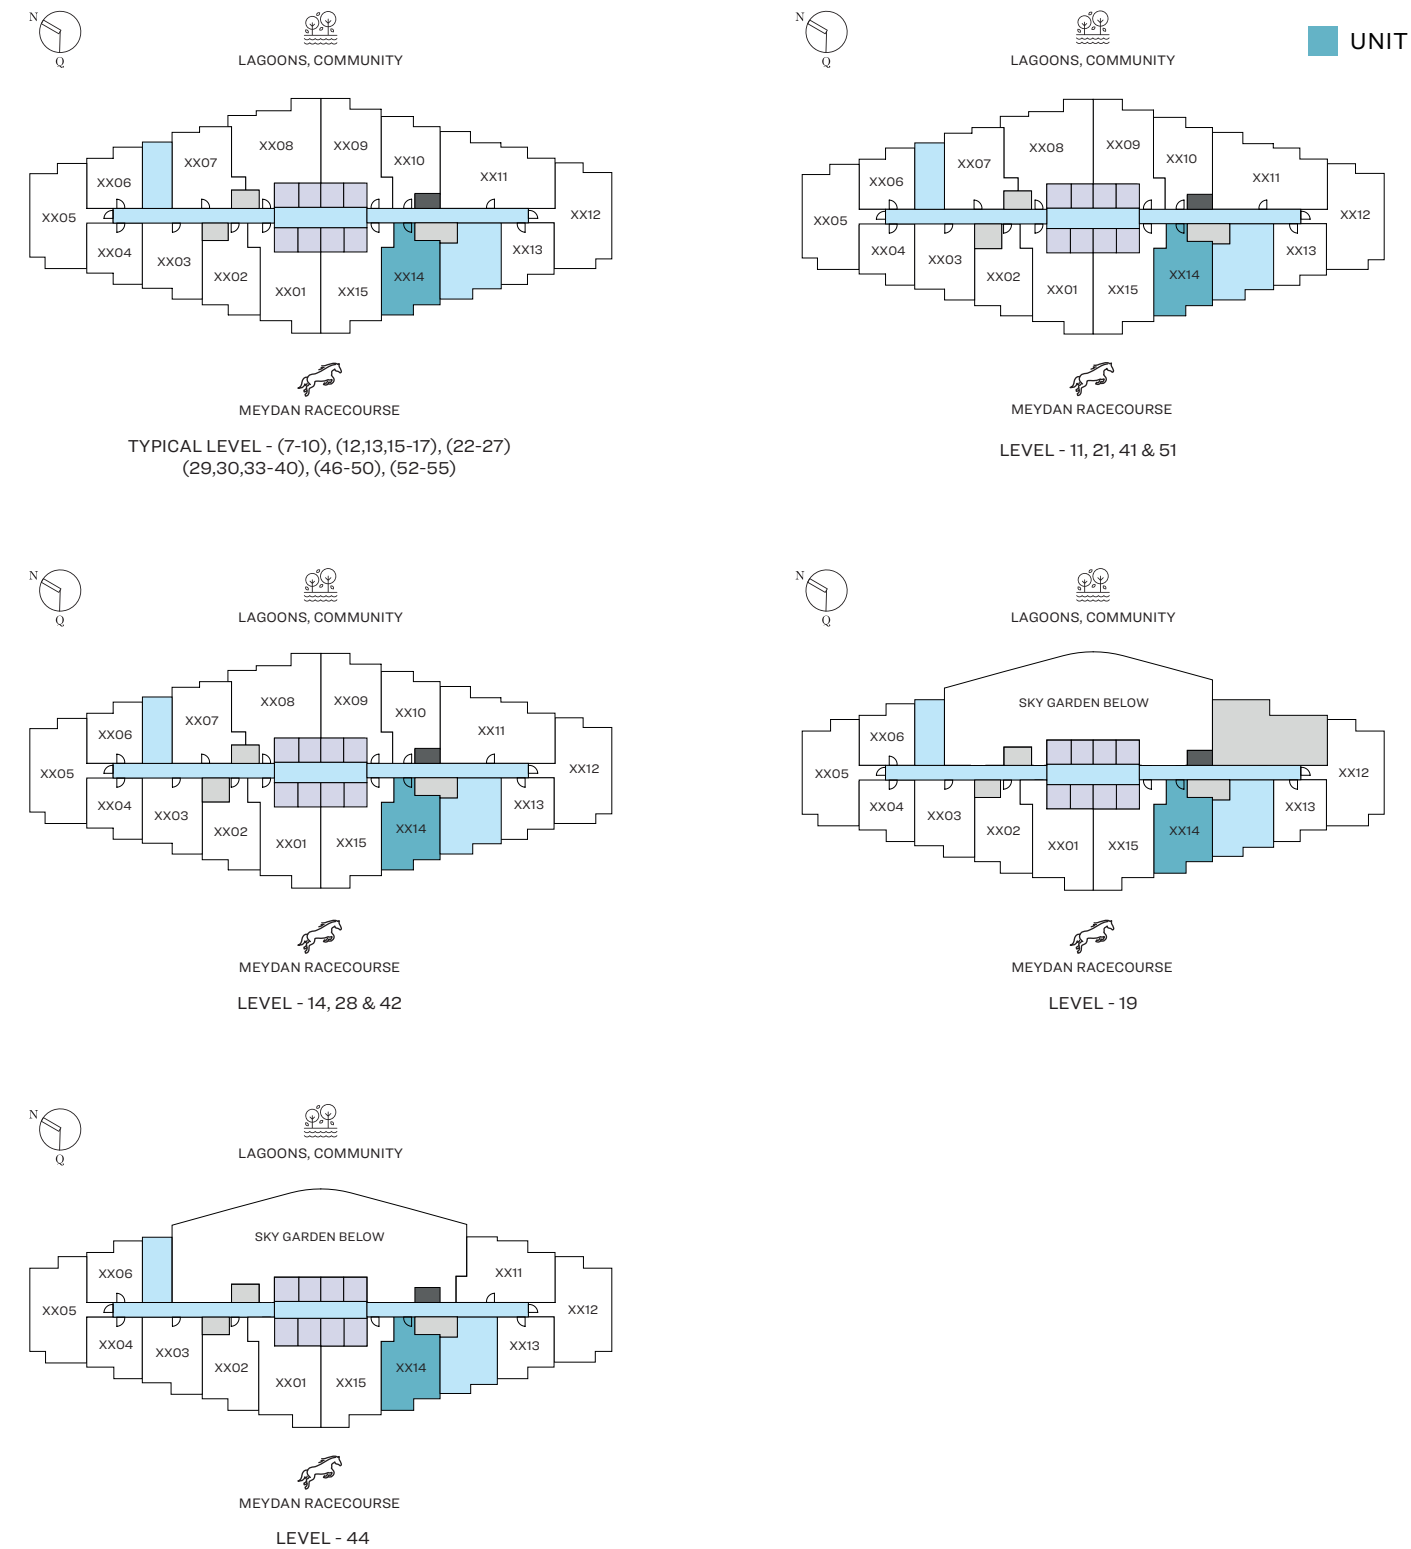 UNIT
N
Q
LAGOONS, COMMUNITY
XX08
XX09
XX07
XX10
XX06
XX11
XX05
XX12
XX04
XX03
XX13
XX02
XX14
XX01
XX15
MEYDAN RACECOURSE
TYPICAL LEVEL - (7-10), (12,13,15-17), (22-27)
(29,30,33-40), (46-50), (52-55)
N
Q
LAGOONS, COMMUNITY
XX08
XX09
XX07
XX10
XX06
XX11
XX05
XX12
XX04
XX03
XX13
XX02
XX14
XX01
XX15
MEYDAN RACECOURSE
LEVEL - 11, 21, 41 & 51
N
Q
LAGOONS, COMMUNITY
XX08
XX09
XX07
XX10
XX06
XX11
XX05
XX12
XX04
XX03
XX13
XX02
XX14
XX01
XX15
MEYDAN RACECOURSE
LEVEL - 14, 28 & 42
N
Q
LAGOONS, COMMUNITY
SKY GARDEN BELOW
XX06
XX05
XX12
XX04
XX03
XX13
XX02
XX14
XX01
XX15
MEYDAN RACECOURSE
LEVEL - 19
N
Q
LAGOONS, COMMUNITY
SKY GARDEN BELOW
XX06
XX11
XX05
XX12
XX04
XX03
XX13
XX02
XX14
XX01
XX15
MEYDAN RACECOURSE
LEVEL - 44